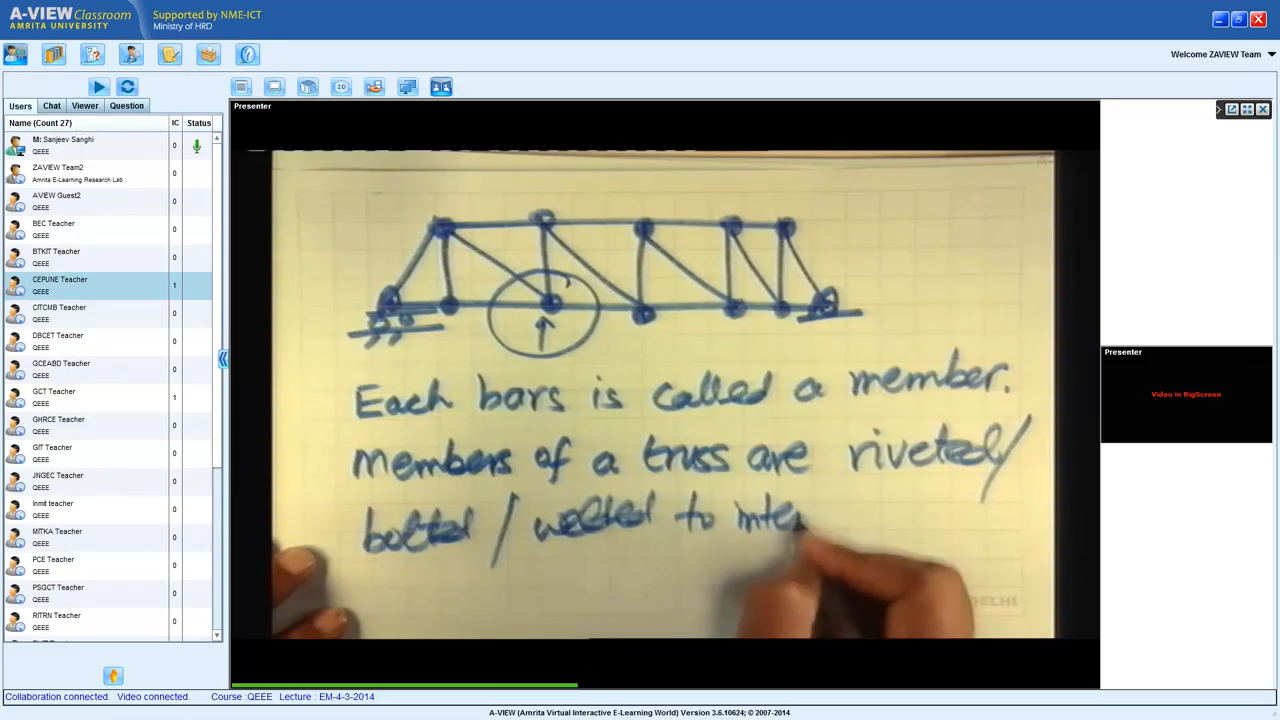 A-VIEW Classroom
AMRITA UNIVERSITY
Supported by NME-ICT
Ministry of HRD
Welcome ZAVIEW Team
Users Chat Viewer Question
Name (Count 27) IC Status
M: Sanjeev Sanghi
QEEE
0
ZAVIEW Team2
Amrita E-Learning Research Lab
0
AVIEW Guest2
QEEE
0
BEC Teacher
QEEE
0
BTKIT Teacher
QEEE
0
CEPUNE Teacher
QEEE
1
CITCMB Teacher
QEEE
0
DBCET Teacher
QEEE
0
GCEABD Teacher
QEEE
0
GCT Teacher
QEEE
1
GHRCE Teacher
QEEE
0
GIT Teacher
QEEE
0
JNGEC Teacher
QEEE
0
Inmit teacher
QEEE
0
MITKA Teacher
QEEE
0
PCE Teacher
QEEE
0
PSGCT Teacher
QEEE
0
RITRN Teacher
QEEE
0
2D
Presenter
Each bars is called a member.
members of a truss are riveted/
bolted / welded to inte
DELHI
Presenter
Video in BigScreen
Collaboration connected. Video connected. Course :QEEE Lecture : EM-4-3-2014
A-VIEW (Amrita Virtual Interactive E-Learning World) Version 3.6.10624; © 2007-2014